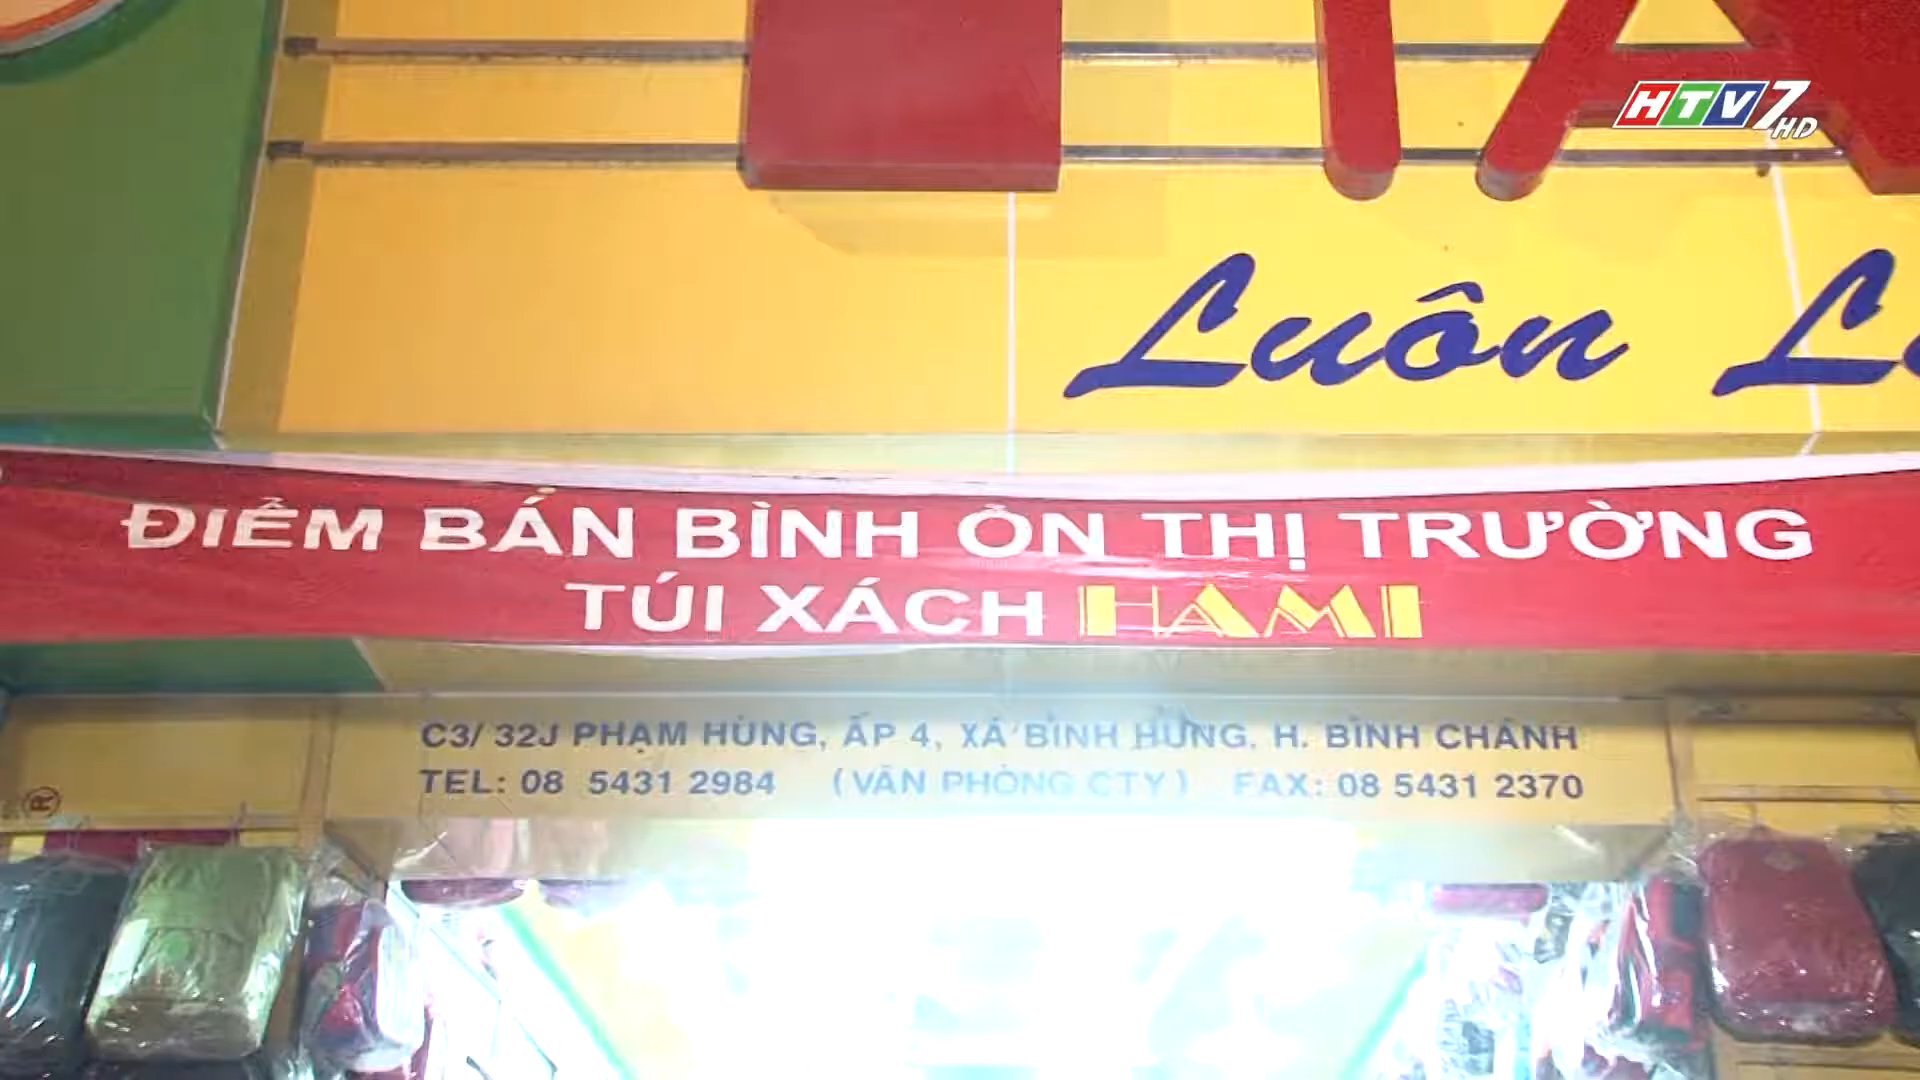 HTV7 HD
Luôn
ĐIỂM BÁN BÌNH ỔN THỊ TRƯỜNG
TÚI XÁCH HAMI
C3/ 32J PHẠM HÙNG, ẤP 4, XÃ BÌNH HƯNG, H. BÌNH CHÁNH
TEL: 08 5431 2984 (VĂN PHÒNG CTY) FAX: 08 5431 2370
®